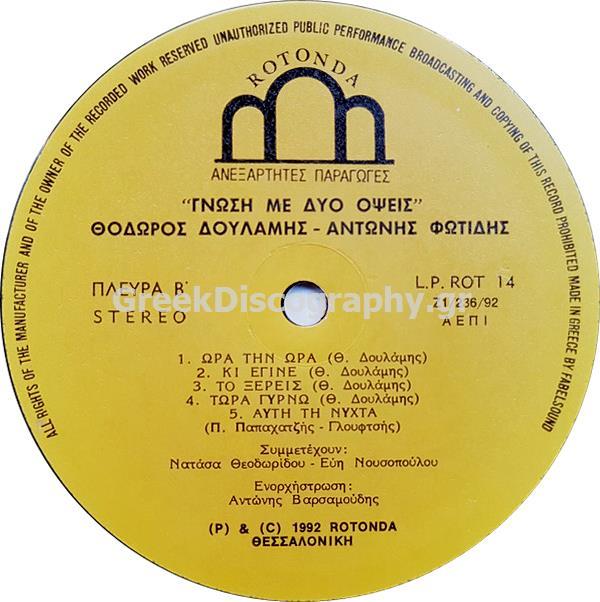 ALL RIGHTS OF THE MANUFACTURER AND OF THE OWNER OF THE RECORDED WORK RESERVED UNAUTHORIZED PUBLIC PERFORMANCE BROADCASTING AND COPYING OF THIS RECORD PROHIBITED MADE IN GREECE BY FABELSOUND
ROTONDA
ΑΝΕΞΑΡΤΗΤΕΣ ΠΑΡΑΓΩΓΕΣ
"ΓΝΩΣΗ ΜΕ ΔΥΟ ΟΨΕΙΣ"
ΘΟΔΩΡΟΣ ΔΟΥΛΑΜΗΣ - ΑΝΤΩΝΗΣ ΦΩΤΙΔΗΣ
ΠΛΕΥΡΑ Β'
L.P. ROT 14
GreekDiscography.gr
STEREO
Σ1/236/92
ΑΕΠΙ
1. ΩΡΑ ΤΗΝ ΩΡΑ (Θ. Δουλάμης)
2. ΚΙ ΕΓΙΝΕ (Θ. Δουλάμης)
3. ΤΟ ΞΕΡΕΙΣ (Θ. Δουλάμης)
4. ΤΩΡΑ ΓΥΡΝΩ (Θ. Δουλάμης)
5. ΑΥΤΗ ΤΗ ΝΥΧΤΑ
(Π. Παπαχατζής - Γλουφτσής)
Συμμετέχουν:
Νατάσα Θεοδωρίδου - Εύη Νουσοπούλου
Ενορχήστρωση:
Αντώνης Βαρσαμούδης
(P) & (C) 1992 ROTONDA
ΘΕΣΣΑΛΟΝΙΚΗ